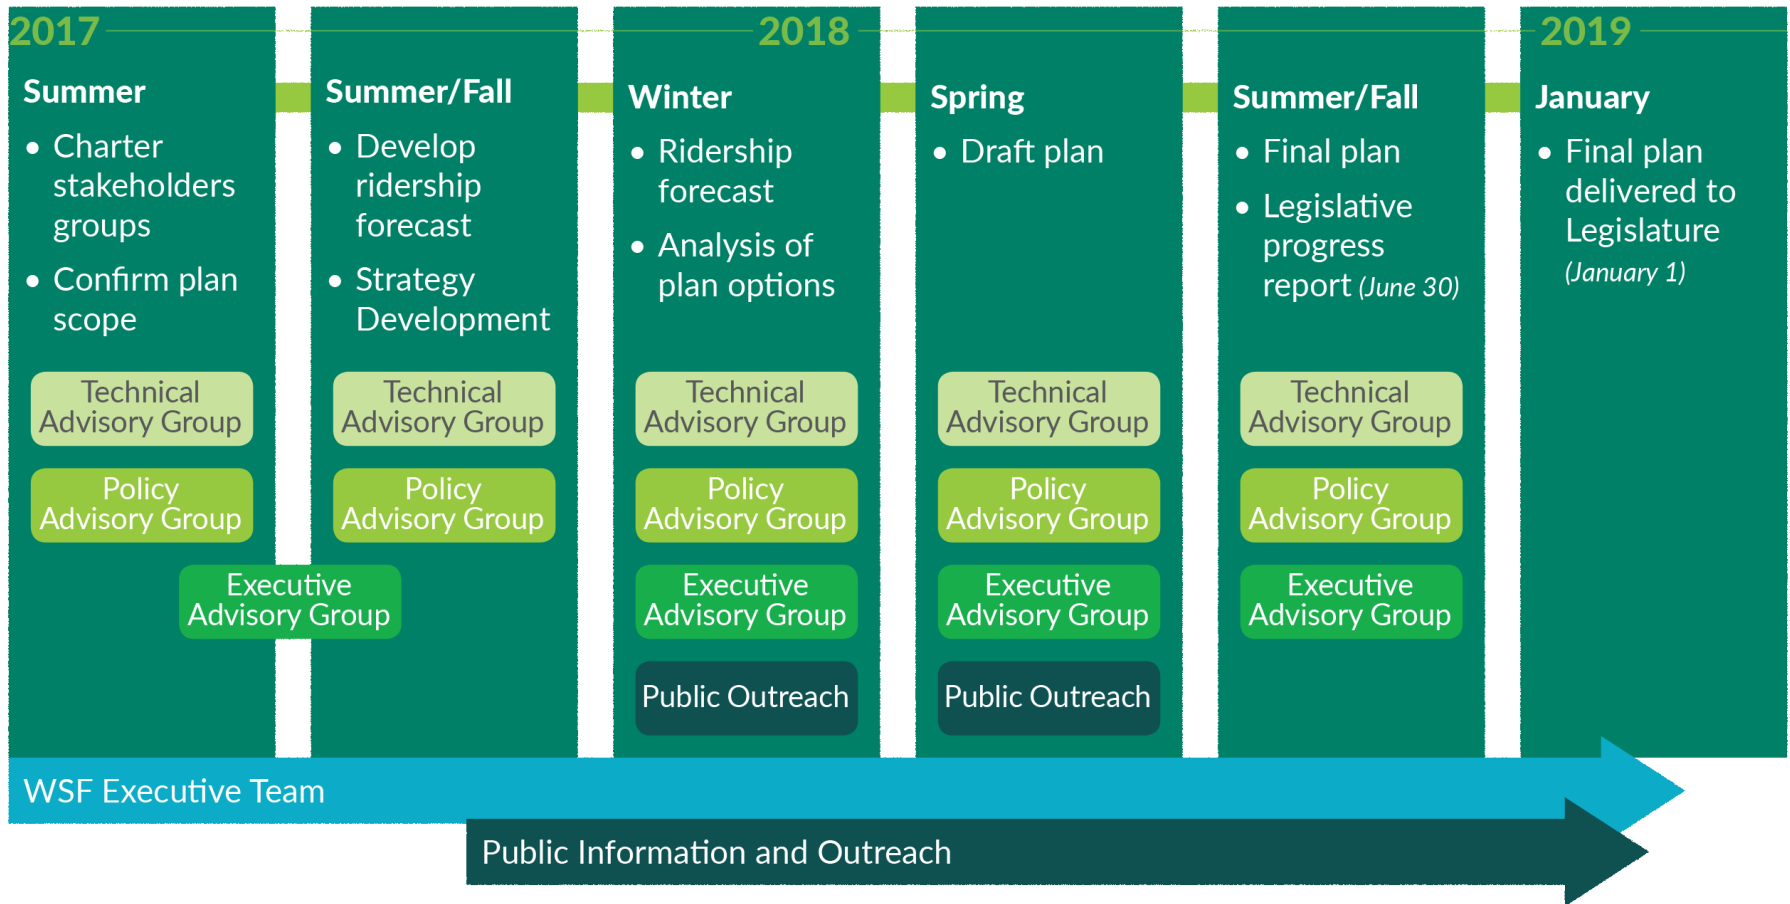 2017
2018
2019
Summer
• Charter
stakeholders
groups
• Confirm plan
scope
Technical
Advisory Group
Policy
Advisory Group
Executive
Advisory Group
Summer/Fall
• Develop
ridership
forecast
• Strategy
Development
Technical
Advisory Group
Policy
Advisory Group
Winter
• Ridership
forecast
• Analysis of
plan options
Technical
Advisory Group
Policy
Advisory Group
Executive
Advisory Group
Public Outreach
Spring
• Draft plan
Technical
Advisory Group
Policy
Advisory Group
Executive
Advisory Group
Public Outreach
Summer/Fall
• Final plan
• Legislative
progress
report (June 30)
Technical
Advisory Group
Policy
Advisory Group
Executive
Advisory Group
January
• Final plan
delivered to
Legislature
(January 1)
WSF Executive Team
Public Information and Outreach